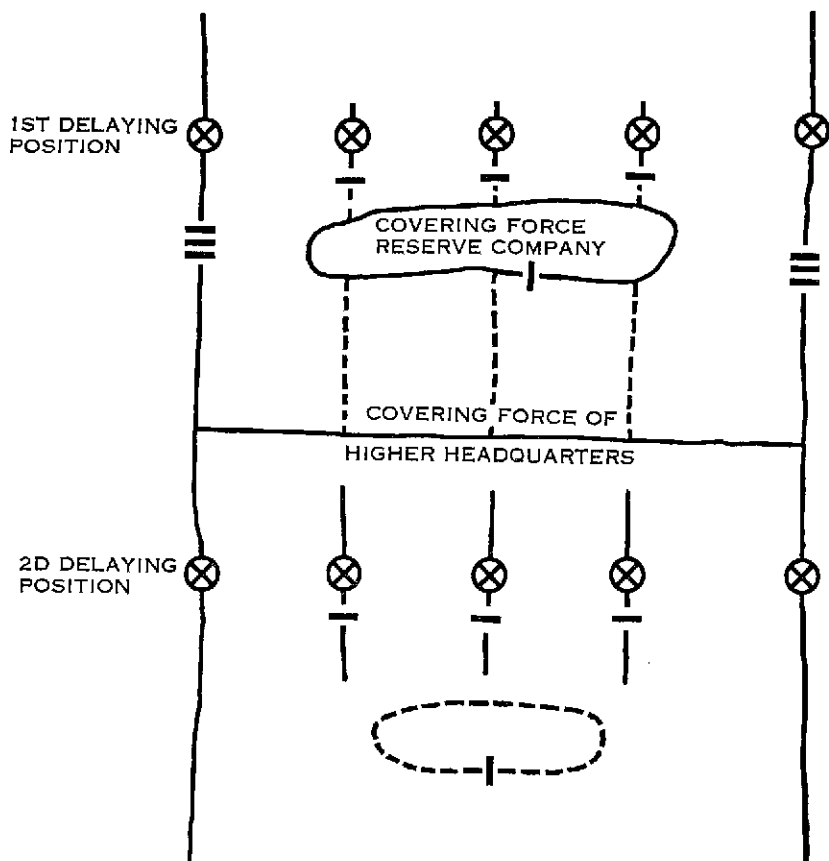 1ST DELAYING
POSITION
COVERING FORCE
RESERVE COMPANY
COVERING FORCE OF
HIGHER HEADQUARTERS
2D DELAYING
POSITION